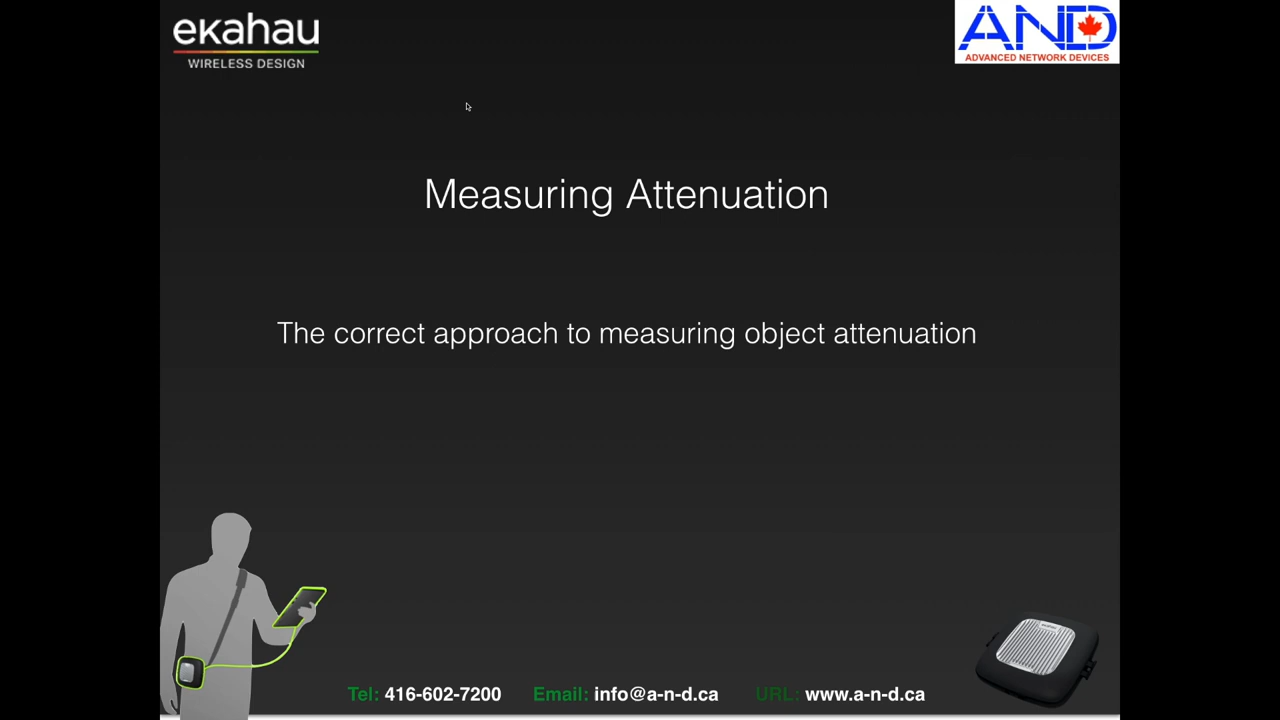 ekahau
WIRELESS DESIGN
AND
ADVANCED NETWORK DEVICES
Measuring Attenuation
The correct approach to measuring object attenuation
Tel: 416-602-7200 Email: info@a-n-d.ca URL: www.a-n-d.ca